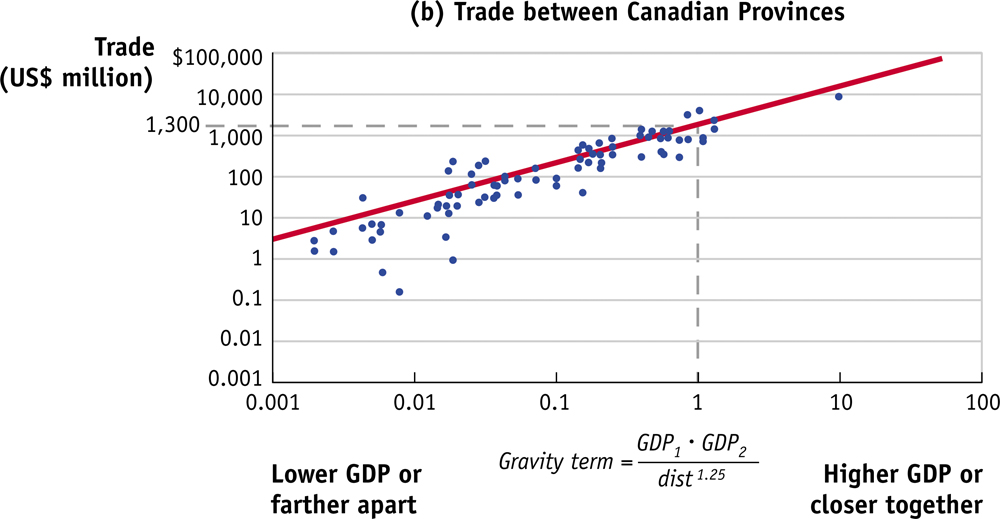 (b) Trade between Canadian Provinces
Trade
(US$ million)
$100,000
10,000
1,300
1,000
100
10
1
0.1
0.01
0.001
0.001 0.01 0.1 1 10 100
Lower GDP or
farther apart
Gravity term = GDP1 · GDP2
dist 1.25
Higher GDP or
closer together